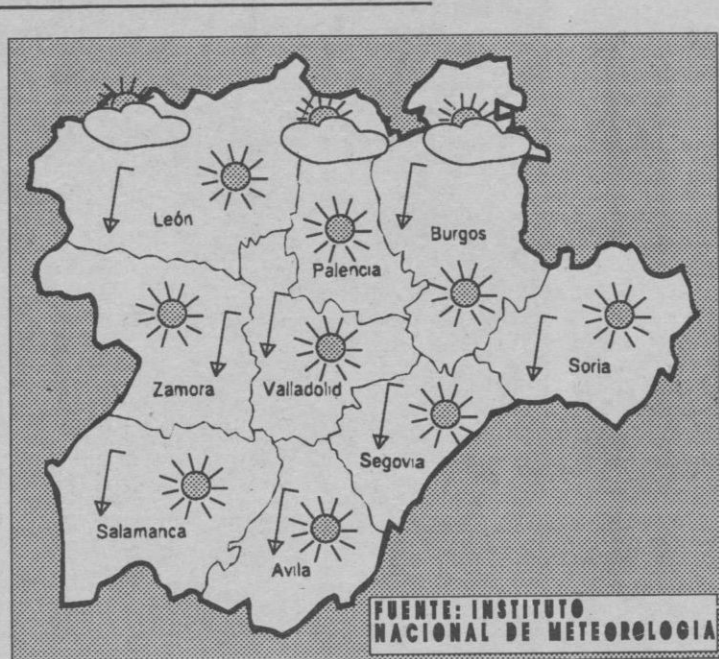 León
Burgos
Palencia
Soria
Zamora
Valladolid
Segovia
Salamanca
Avila
FUENTE: INSTITUTO
NACIONAL DE METEOROLOGIA